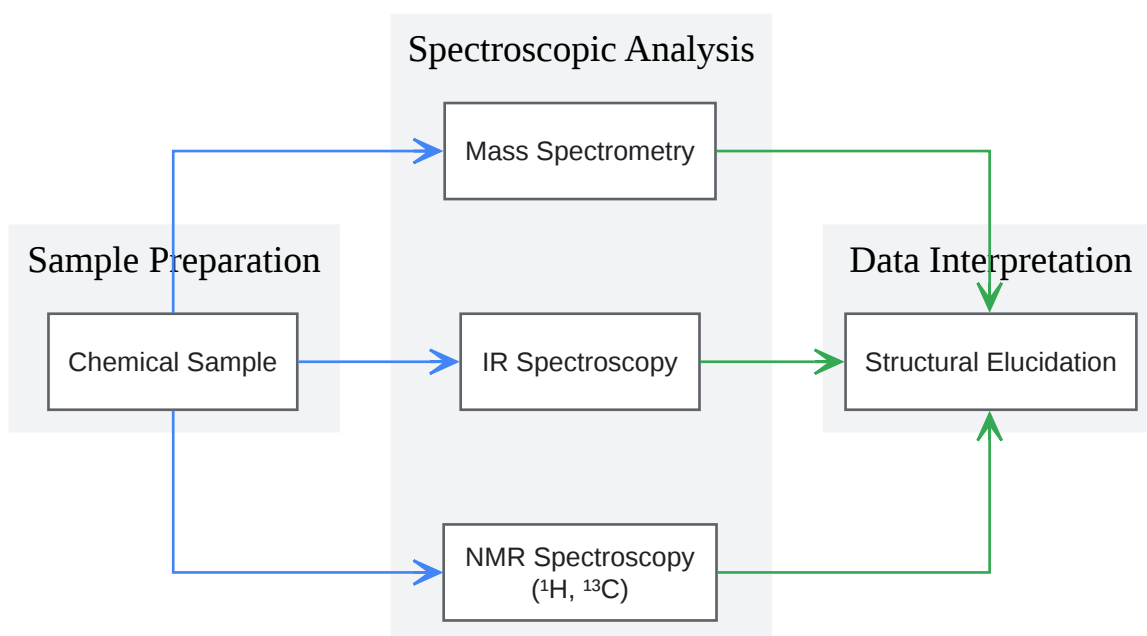 Spectroscopic Analysis
Mass Spectrometry
Sample Preparation
Data Interpretation
Chemical Sample
IR Spectroscopy
Structural Elucidation
NMR Spectroscopy
(¹H, ¹³C)